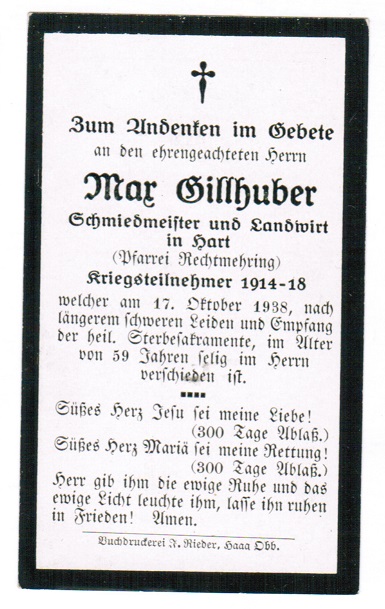 Zum Andenken im Gebete
an den ehrengeachteten Herrn
Max Gillhuber
Schmiedmeister und Landwirt
in Hart
(Pfarrei Rechtmehring)
Kriegsteilnehmer 1914-18
welcher am 17. Oktober 1938, nach
längerem schweren Leiden und Empfang
der heil. Sterbesakramente, im Alter
von 59 Jahren selig im Herrn
verschieden ist.
Süßes Herz Jesu sei meine Liebe!
(300 Tage Ablaß.)
Süßes Herz Mariä sei meine Rettung!
(300 Tage Ablaß.)
Herr gib ihm die ewige Ruhe und das
ewige Licht leuchte ihm, lasse ihn ruhen
in Frieden! Amen.
Buchdruckerei J. Rieder, Haag Obb.